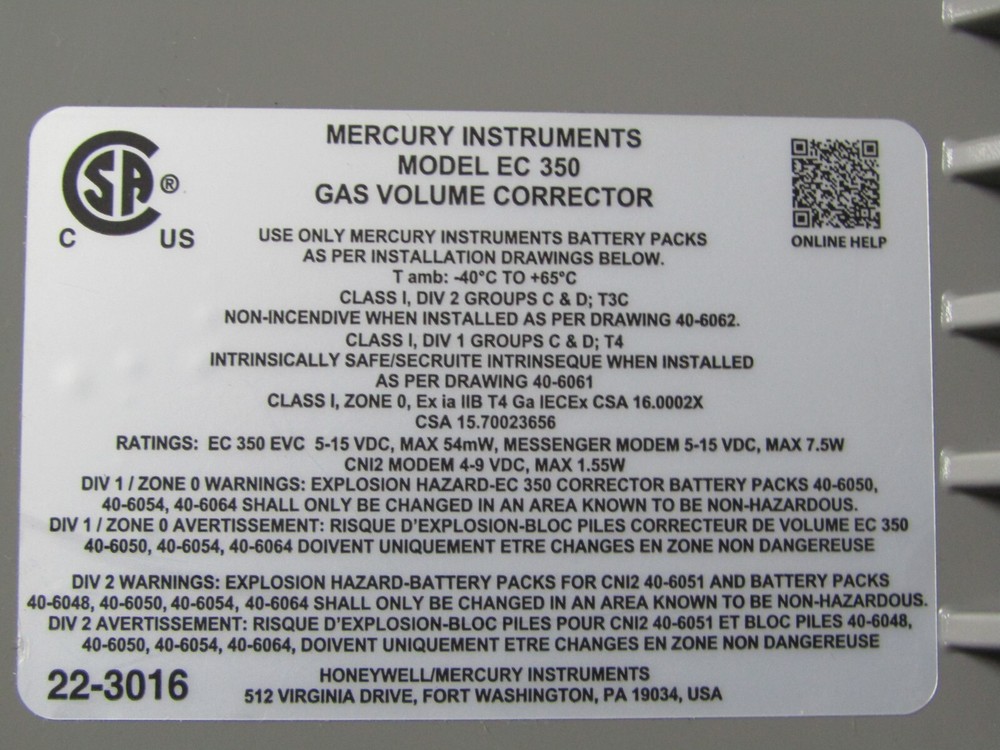 MERCURY INSTRUMENTS
MODEL EC 350
GAS VOLUME CORRECTOR
SA ®
C US
ONLINE HELP
USE ONLY MERCURY INSTRUMENTS BATTERY PACKS
AS PER INSTALLATION DRAWINGS BELOW.
T amb: -40°C TO +65°C
CLASS I, DIV 2 GROUPS C & D; T3C
NON-INCENDIVE WHEN INSTALLED AS PER DRAWING 40-6062.
CLASS I, DIV 1 GROUPS C & D; T4
INTRINSICALLY SAFE/SECRUITE INTRINSEQUE WHEN INSTALLED
AS PER DRAWING 40-6061
CLASS I, ZONE 0, Ex ia IIB T4 Ga IECEx CSA 16.0002X
CSA 15.70023656
RATINGS: EC 350 EVC 5-15 VDC, MAX 54mW, MESSENGER MODEM 5-15 VDC, MAX 7.5W
CNI2 MODEM 4-9 VDC, MAX 1.55W
DIV 1 / ZONE 0 WARNINGS: EXPLOSION HAZARD-EC 350 CORRECTOR BATTERY PACKS 40-6050,
40-6054, 40-6064 SHALL ONLY BE CHANGED IN AN AREA KNOWN TO BE NON-HAZARDOUS.
DIV 1 / ZONE 0 AVERTISSEMENT: RISQUE D'EXPLOSION-BLOC PILES CORRECTEUR DE VOLUME EC 350
40-6050, 40-6054, 40-6064 DOIVENT UNIQUEMENT ETRE CHANGES EN ZONE NON DANGEREUSE
DIV 2 WARNINGS: EXPLOSION HAZARD-BATTERY PACKS FOR CNI2 40-6051 AND BATTERY PACKS
40-6048, 40-6050, 40-6054, 40-6064 SHALL ONLY BE CHANGED IN AN AREA KNOWN TO BE NON-HAZARDOUS.
DIV 2 AVERTISSEMENT: RISQUE D'EXPLOSION-BLOC PILES POUR CNI2 40-6051 ET BLOC PILES 40-6048,
40-6050, 40-6054, 40-6064, DOIVENT UNIQUEMENT ETRE CHANGES EN ZONE NON DANGEREUSE
22-3016
HONEYWELL/MERCURY INSTRUMENTS
512 VIRGINIA DRIVE, FORT WASHINGTON, PA 19034, USA